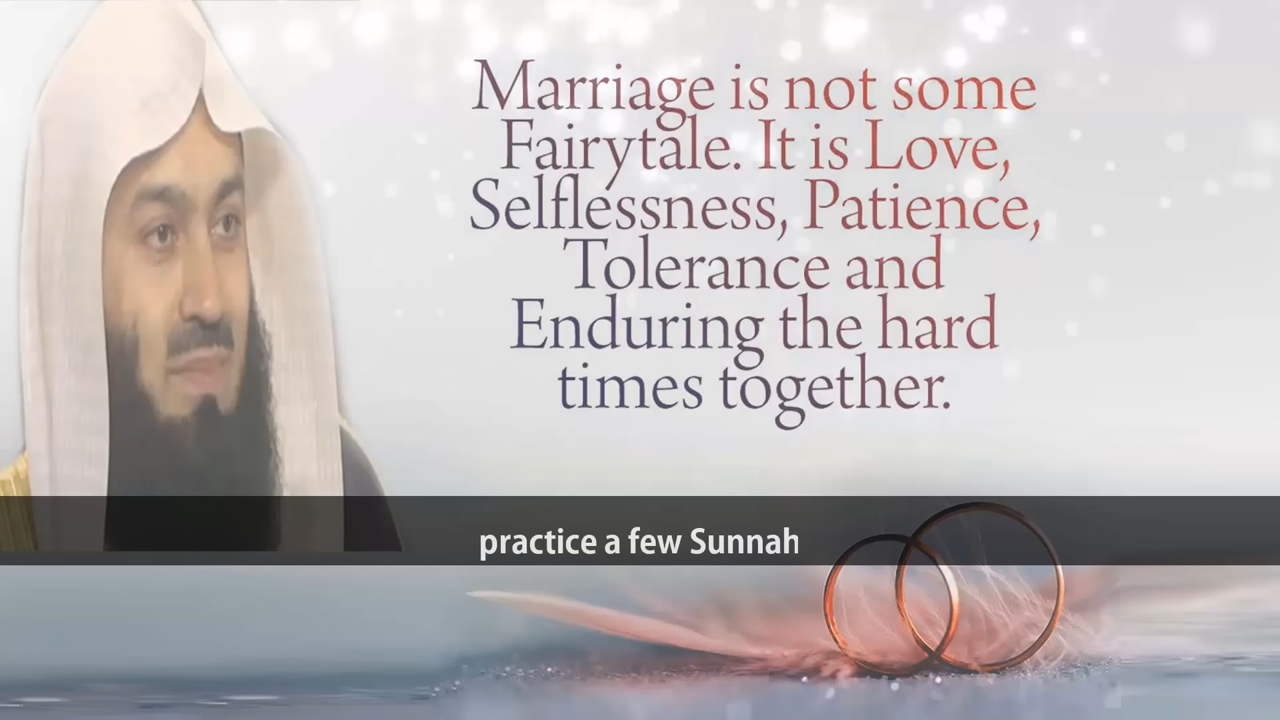 Marriage is not some
Fairytale. It is Love,
Selflessness, Patience,
Tolerance and
Enduring the hard
times together.
practice a few Sunnah